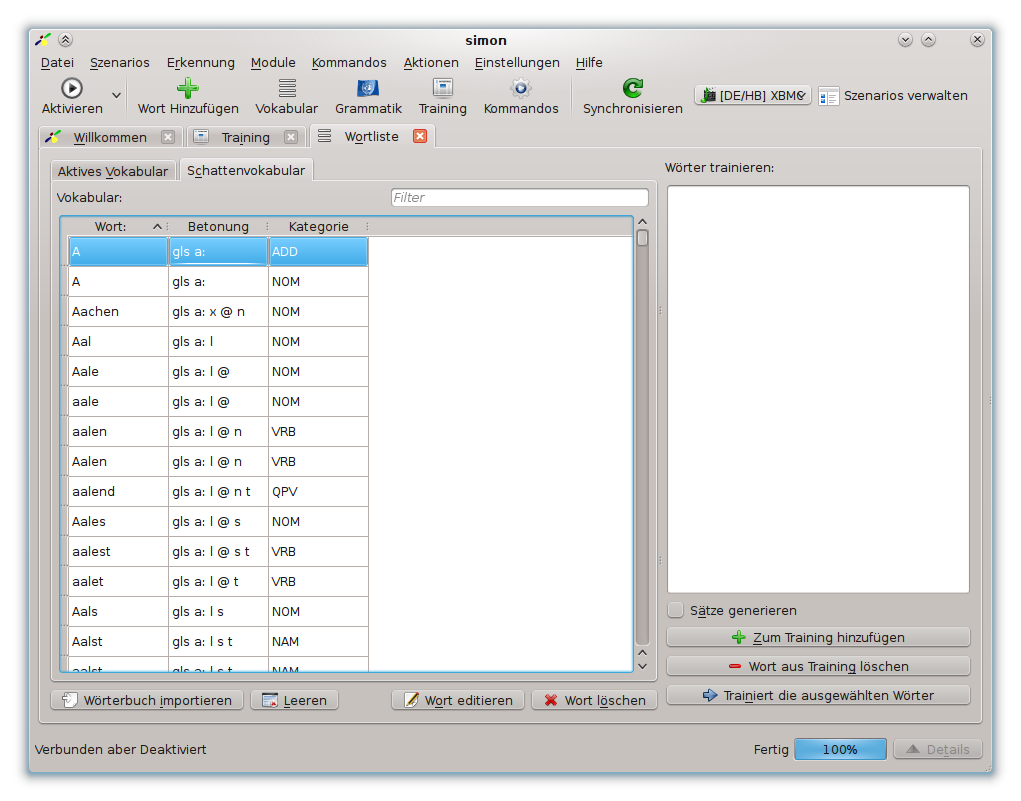 simon
Datei Szenarios Erkennung Module Kommandos Aktionen Einstellungen Hilfe
Aktivieren Wort Hinzufügen Vokabular Grammatik Training Kommandos Synchronisieren [DE/HB] XBMC Szenarios verwalten
Willkommen Training Wortliste
Aktives Vokabular Schattenvokabular
Wörter trainieren:
Vokabular: Filter
Wort: Betonung Kategorie
A gls a: ADD
A gls a: NOM
Aachen gls a: x @ n NOM
Aal gls a: l NOM
Aale gls a: l @ NOM
aale gls a: l @ NOM
aalen gls a: l @ n VRB
Aalen gls a: l @ n VRB
aalend gls a: l @ n t QPV
Aales gls a: l @ s NOM
aalest gls a: l @ s t VRB
aalet gls a: l @ t VRB
Aals gls a: l s NOM
Aalst gls a: l s t NAM
aalst gls a: l s t NAM
Sätze generieren
Zum Training hinzufügen
Wort aus Training löschen
Trainiert die ausgewählten Wörter
Wörterbuch importieren Leeren Wort editieren Wort löschen
Verbunden aber Deaktiviert Fertig 100% Details